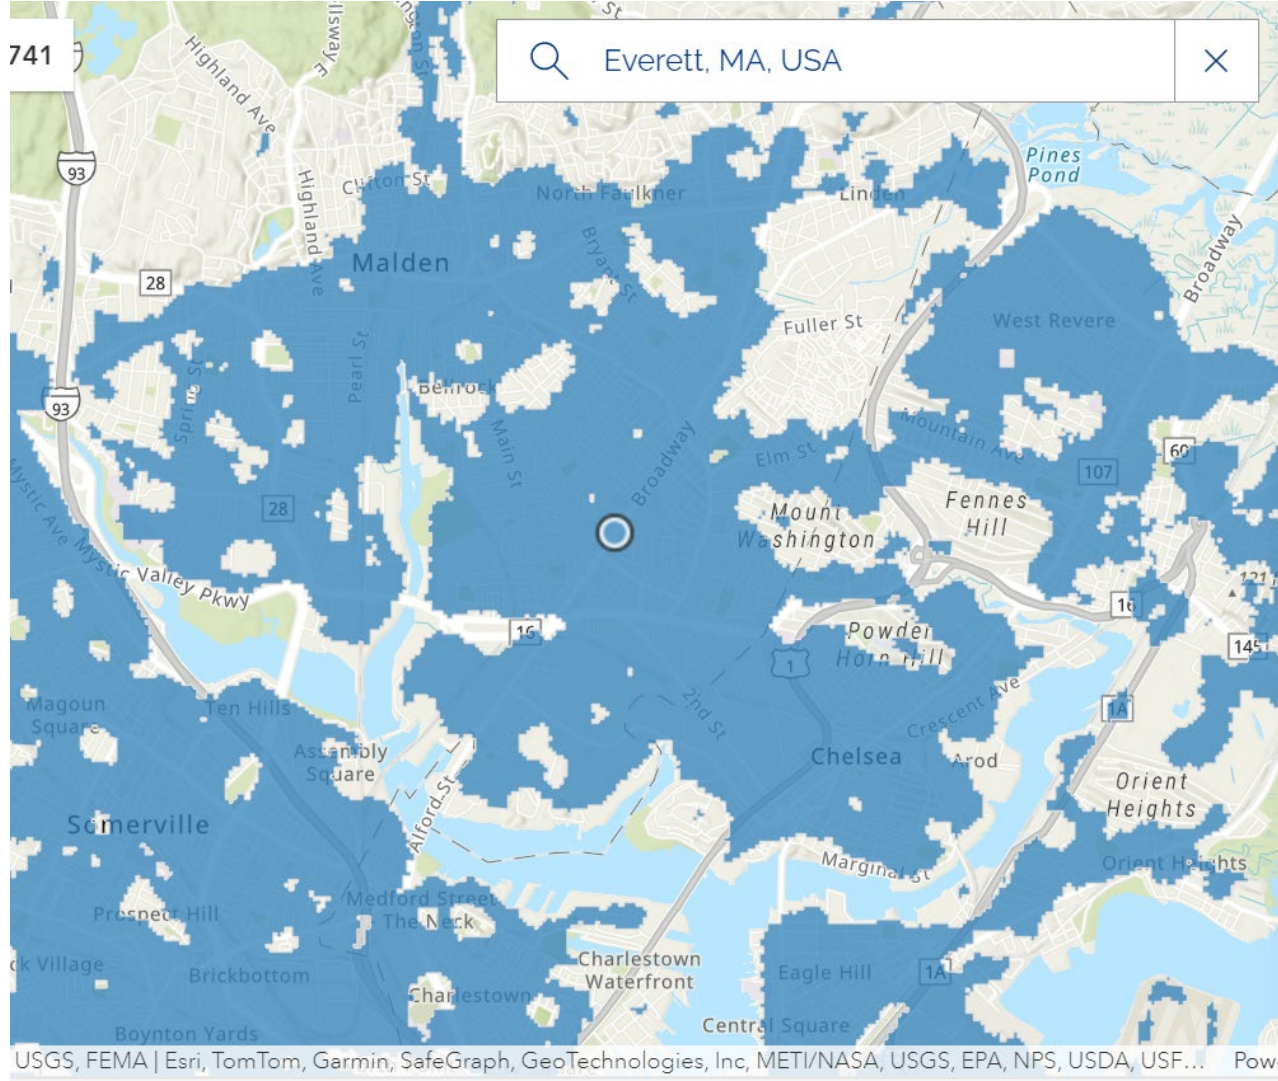 741
Everett, MA, USA
Highland Ave
93
Pines
Pond
Clifton St
North Faulkner
Linden
Highland Ave
Bryant St
Broadway
Malden
28
Fuller St
West Revere
Pearl St
Spring St
Bellrock
93
Main St
Broadway
Elm St
Mountain Ave
60
107
28
Mystic Ave
Mount
Washington
Fennes
Hill
Mystic Valley Pkwy
16
16
Powder
Horn Hill
1
145
Magoun
Square
Ten Hills
2nd St
Crescent Ave
1A
Assembly
Square
Chelsea
Orient
Heights
Alford St
Somerville
Marginal St
Orient Heights
Medford Street
The Neck
Prospect Hill
Charlestown
Waterfront
ck Village
Brickbottom
Eagle Hill
1A
Charlestown
Central Square
Boynton Yards
USGS, FEMA | Esri, TomTom, Garmin, SafeGraph, GeoTechnologies, Inc, METI/NASA, USGS, EPA, NPS, USDA, USF... Pow